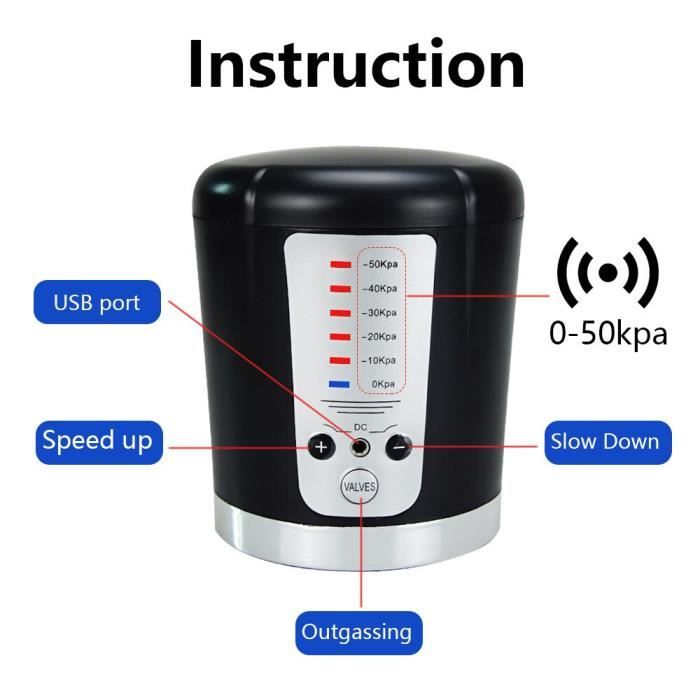 Instruction
-50Kpa
-40Kpa
-30Kpa
-20Kpa
-10Kpa
0Kpa
0-50kpa
USB port
DC
Speed up
+
−
Slow Down
VALVES
Outgassing